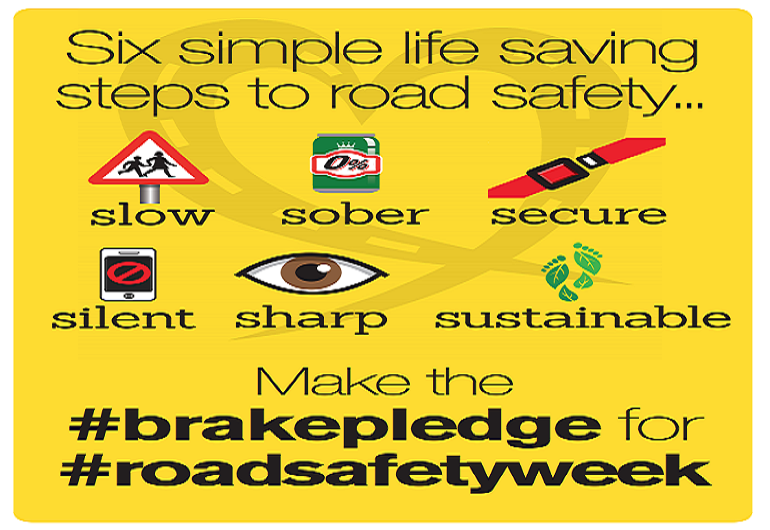 Six simple life saving
steps to road safety...
0%
slow sober secure
silent sharp sustainable
Make the
#brakepledge for
#roadsafetyweek